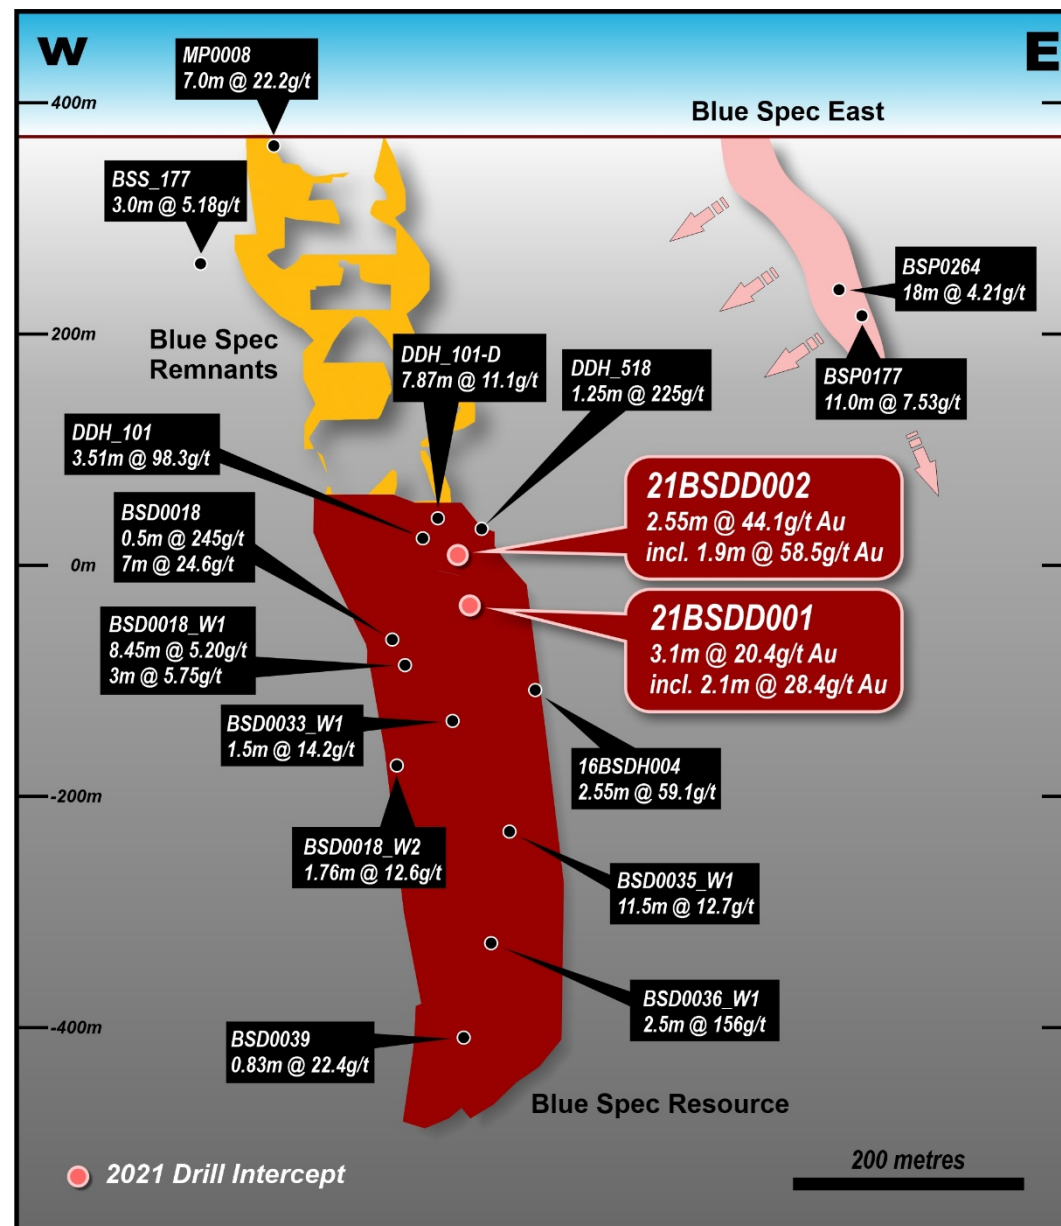 W
E
MP0008
7.0m @ 22.2g/t
400m
Blue Spec East
BSS_177
3.0m @ 5.18g/t
BSP0264
18m @ 4.21g/t
200m
Blue Spec
Remnants
DDH_101-D
7.87m @ 11.1g/t
DDH_518
1.25m @ 225g/t
BSP0177
11.0m @ 7.53g/t
DDH_101
3.51m @ 98.3g/t
21BSDD002
2.55m @ 44.1g/t Au
incl. 1.9m @ 58.5g/t Au
BSD0018
0.5m @ 245g/t
7m @ 24.6g/t
0m
21BSDD001
3.1m @ 20.4g/t Au
incl. 2.1m @ 28.4g/t Au
BSD0018_W1
8.45m @ 5.20g/t
3m @ 5.75g/t
BSD0033_W1
1.5m @ 14.2g/t
16BSDH004
2.55m @ 59.1g/t
-200m
BSD0018_W2
1.76m @ 12.6g/t
BSD0035_W1
11.5m @ 12.7g/t
BSD0036_W1
2.5m @ 156g/t
-400m
BSD0039
0.83m @ 22.4g/t
Blue Spec Resource
2021 Drill Intercept
200 metres